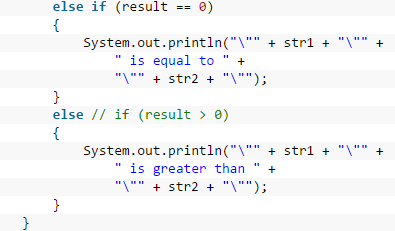 else if (result == 0)
{
System.out.println("\"" + str1 + "\"" +
" is equal to " +
"\"" + str2 + "\"");
}
else // if (result > 0)
{
System.out.println("\"" + str1 + "\"" +
" is greater than " +
"\"" + str2 + "\"");
}
}